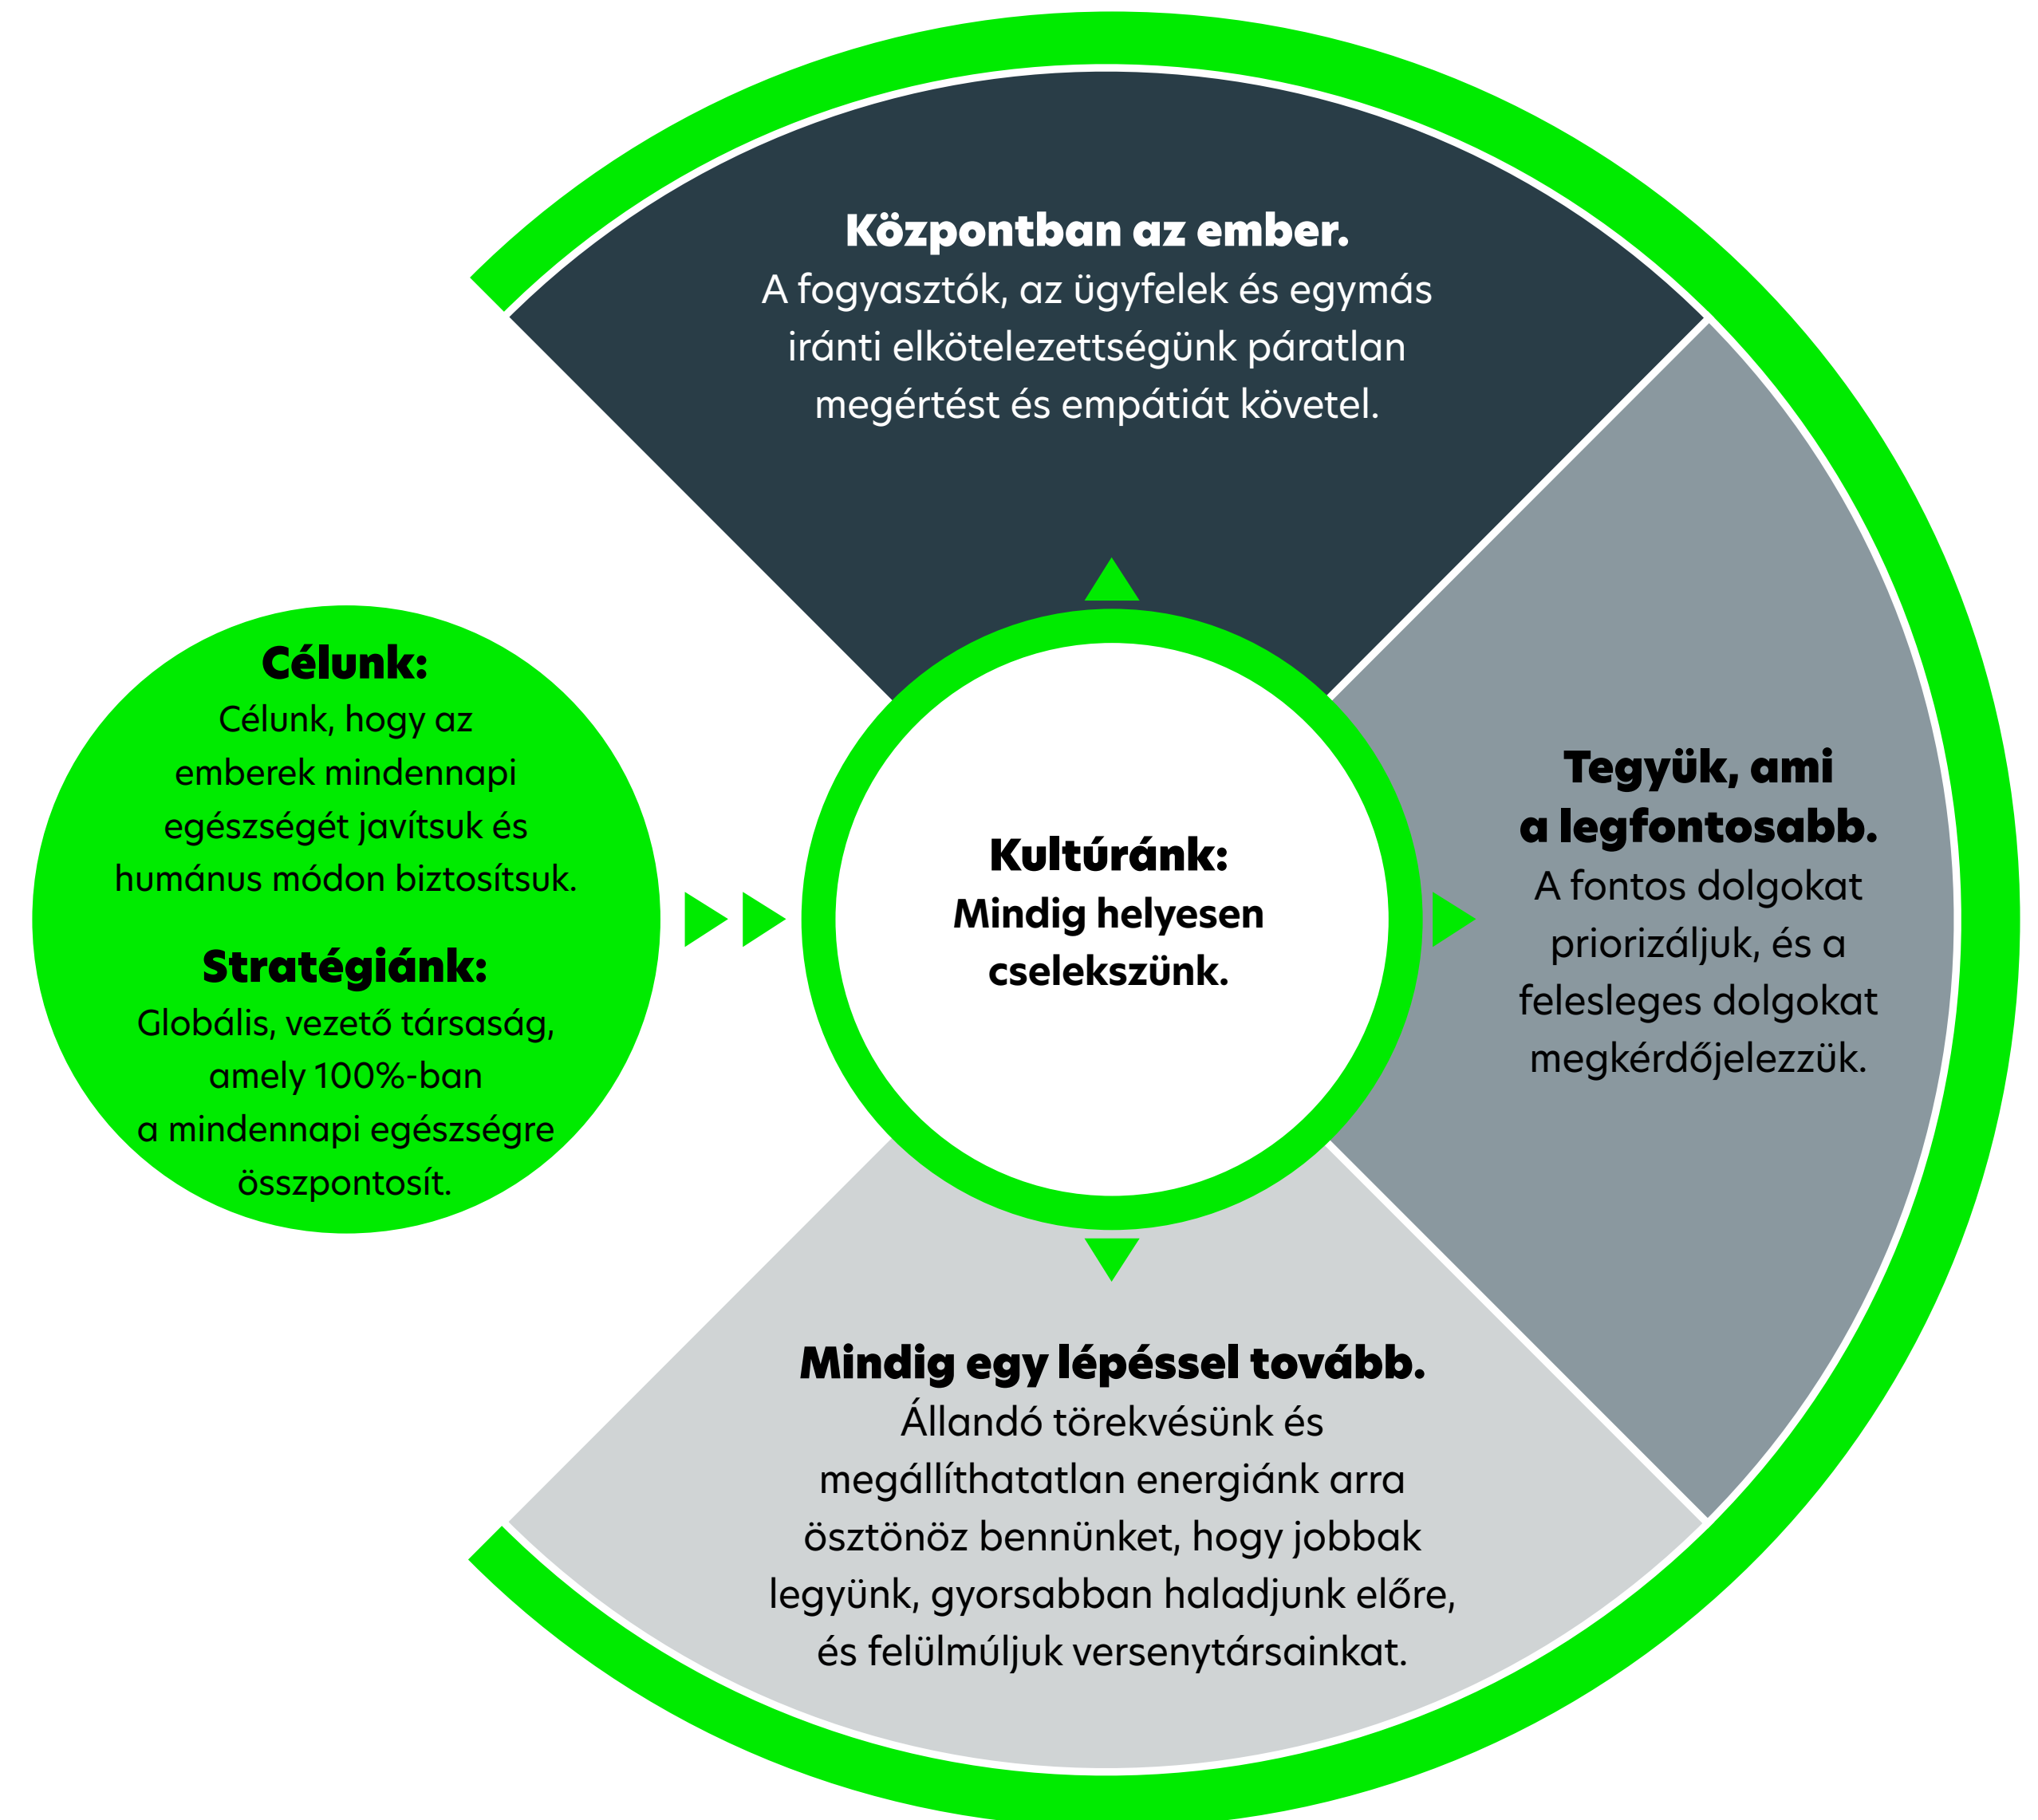 Központban az ember.
A fogyasztók, az ügyfelek és egymás
iránti elkötelezettségünk páratlan
megértést és empátiát követel.
Célunk:
Célunk, hogy az
emberek mindennapi
egészségét javítsuk és
humánus módon biztosítsuk.
Stratégiánk:
Globális, vezető társaság,
amely 100%-ban
a mindennapi egészségre
összpontosít.
Kultúránk:
Mindig helyesen
cselekszünk.
Tegyük, ami
a legfontosabb.
A fontos dolgokat
priorizáljuk, és a
felesleges dolgokat
megkérdőjelezzük.
Mindig egy lépéssel tovább.
Állandó törekvésünk és
megállíthatatlan energiánk arra
ösztönöz bennünket, hogy jobbak
legyünk, gyorsabban haladjunk előre,
és felülmúljuk versenytársainkat.